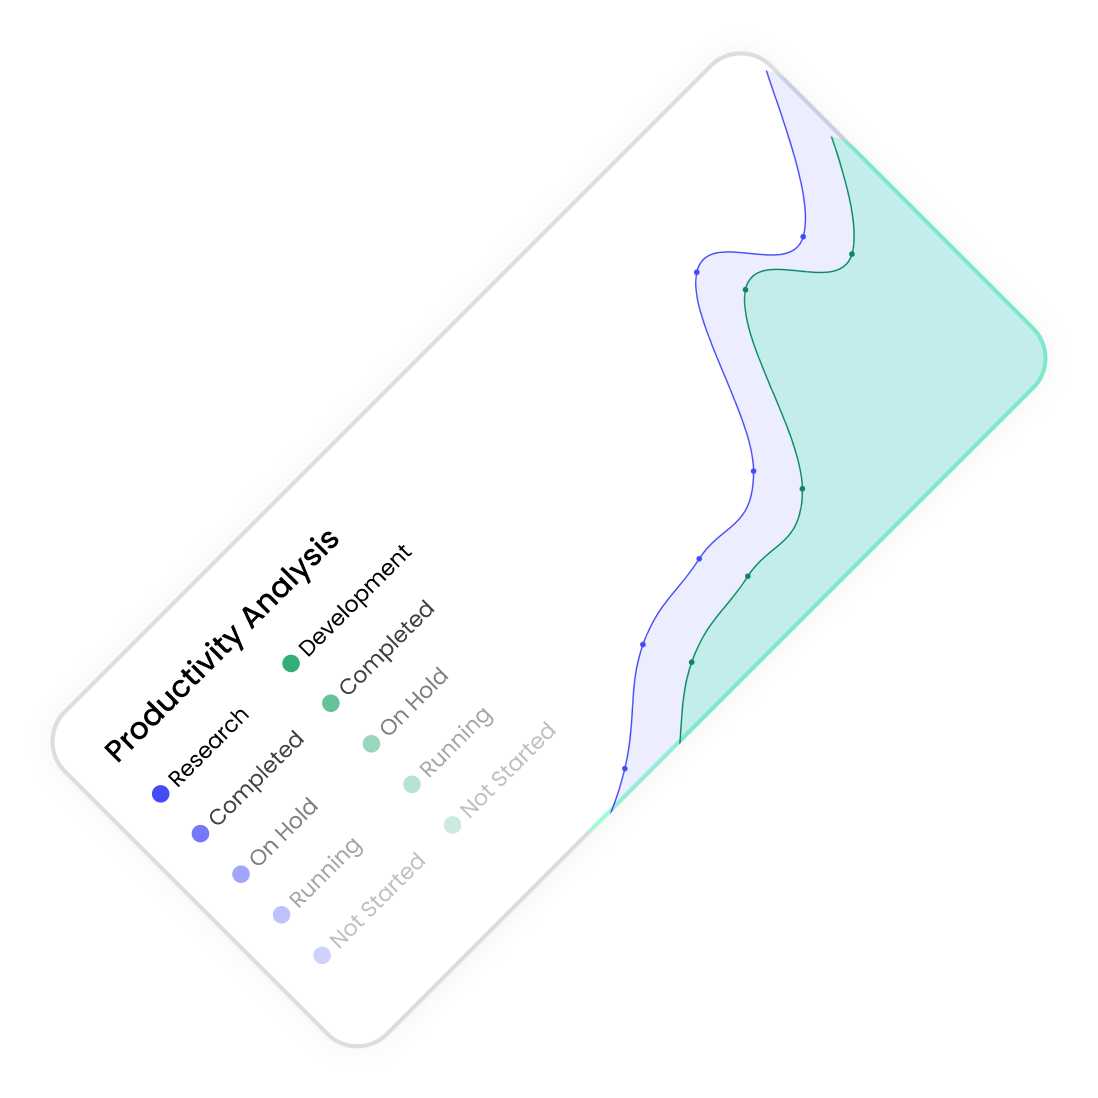 Productivity Analysis
Research
Development
Completed
Completed
On Hold
On Hold
Running
Running
Not Started
Not Started